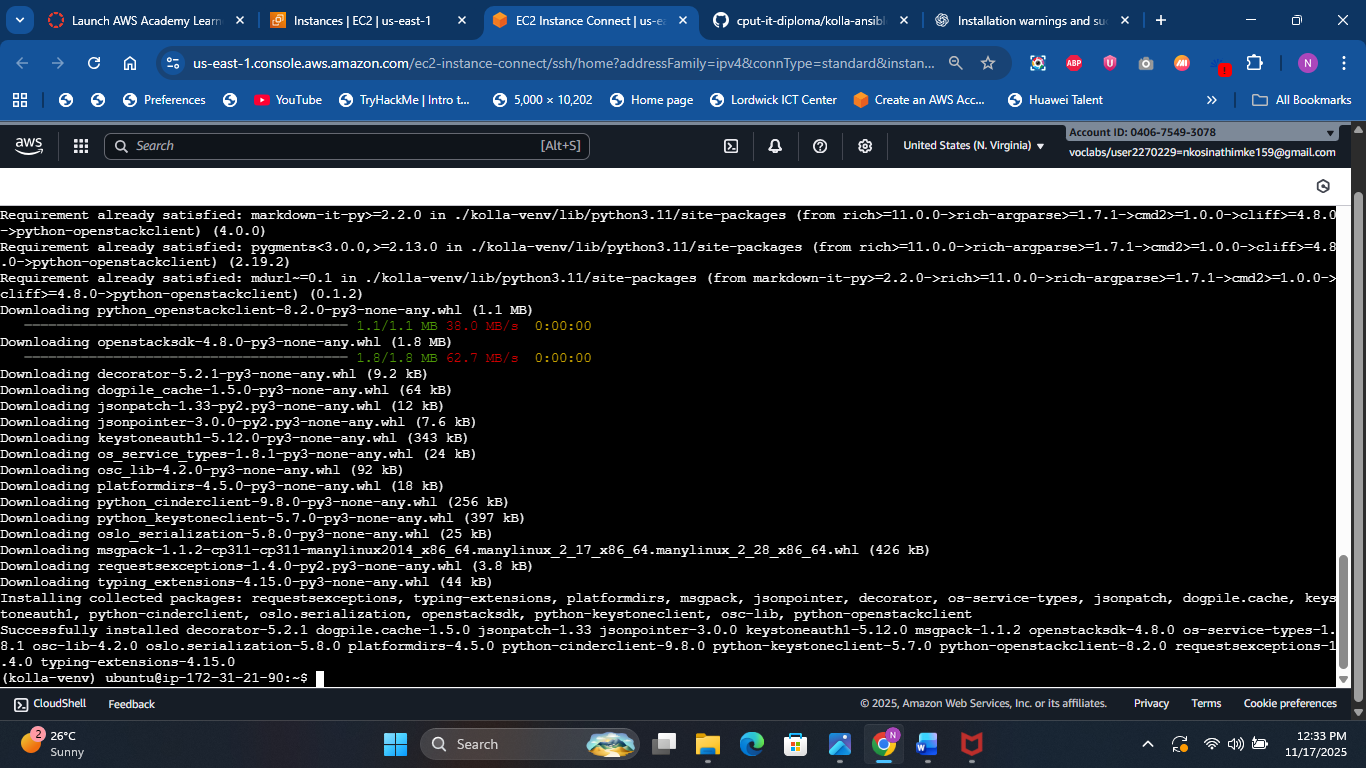 Launch AWS Academy Learn
Instances | EC2 | us-east-1
EC2 Instance Connect | us-ea
cput-it-diploma/kolla-ansibl
Installation warnings and su
us-east-1.console.aws.amazon.com/ec2-instance-connect/ssh/home?addressFamily=ipv4&connType=standard&instan...
ABP
U
N
Preferences
YouTube
TryHackMe | Intro t...
5,000 × 10,202
Home page
Lordwick ICT Center
Create an AWS Acc...
Huawei Talent
»
All Bookmarks
aws
Search
[Alt+S]
United States (N. Virginia)
Account ID: 0406-7549-3078
voclabs/user2270229=nkosinathimke159@gmail.com
Requirement already satisfied: markdown-it-py>=2.2.0 in ./kolla-venv/lib/python3.11/site-packages (from rich>=11.0.0->rich-argparse>=1.7.1->cmd2>=1.0.0->cliff>=4.8.0
->python-openstackclient) (4.0.0)
Requirement already satisfied: pygments<3.0.0,>=2.13.0 in ./kolla-venv/lib/python3.11/site-packages (from rich>=11.0.0->rich-argparse>=1.7.1->cmd2>=1.0.0->cliff>=4.8
.0->python-openstackclient) (2.19.2)
Requirement already satisfied: mdurl~=0.1 in ./kolla-venv/lib/python3.11/site-packages (from markdown-it-py>=2.2.0->rich>=11.0.0->rich-argparse>=1.7.1->cmd2>=1.0.0->
cliff>=4.8.0->python-openstackclient) (0.1.2)
Downloading python_openstackclient-8.2.0-py3-none-any.whl (1.1 MB)
1.1/1.1 MB 38.0 MB/s 0:00:00
Downloading openstacksdk-4.8.0-py3-none-any.whl (1.8 MB)
1.8/1.8 MB 62.7 MB/s 0:00:00
Downloading decorator-5.2.1-py3-none-any.whl (9.2 kB)
Downloading dogpile_cache-1.5.0-py3-none-any.whl (64 kB)
Downloading jsonpatch-1.33-py2.py3-none-any.whl (12 kB)
Downloading jsonpointer-3.0.0-py2.py3-none-any.whl (7.6 kB)
Downloading keystoneauth1-5.12.0-py3-none-any.whl (343 kB)
Downloading os_service_types-1.8.1-py3-none-any.whl (24 kB)
Downloading osc_lib-4.2.0-py3-none-any.whl (92 kB)
Downloading platformdirs-4.5.0-py3-none-any.whl (18 kB)
Downloading python_cinderclient-9.8.0-py3-none-any.whl (256 kB)
Downloading python_keystoneclient-5.7.0-py3-none-any.whl (397 kB)
Downloading oslo_serialization-5.8.0-py3-none-any.whl (25 kB)
Downloading msgpack-1.1.2-cp311-cp311-manylinux2014_x86_64.manylinux_2_17_x86_64.manylinux_2_28_x86_64.whl (426 kB)
Downloading requestsexceptions-1.4.0-py2.py3-none-any.whl (3.8 kB)
Downloading typing_extensions-4.15.0-py3-none-any.whl (44 kB)
Installing collected packages: requestsexceptions, typing-extensions, platformdirs, msgpack, jsonpointer, decorator, os-service-types, jsonpatch, dogpile.cache, keys
toneauth1, python-cinderclient, oslo.serialization, openstacksdk, python-keystoneclient, osc-lib, python-openstackclient
Successfully installed decorator-5.2.1 dogpile.cache-1.5.0 jsonpatch-1.33 jsonpointer-3.0.0 keystoneauth1-5.12.0 msgpack-1.1.2 openstacksdk-4.8.0 os-service-types-1.
8.1 osc-lib-4.2.0 oslo.serialization-5.8.0 platformdirs-4.5.0 python-cinderclient-9.8.0 python-keystoneclient-5.7.0 python-openstackclient-8.2.0 requestsexceptions-1
.4.0 typing-extensions-4.15.0
(kolla-venv) ubuntu@ip-172-31-21-90:~$
CloudShell
Feedback
© 2025, Amazon Web Services, Inc. or its affiliates.
Privacy
Terms
Cookie preferences
2
26°C
Sunny
Search
N
12:33 PM
11/17/2025